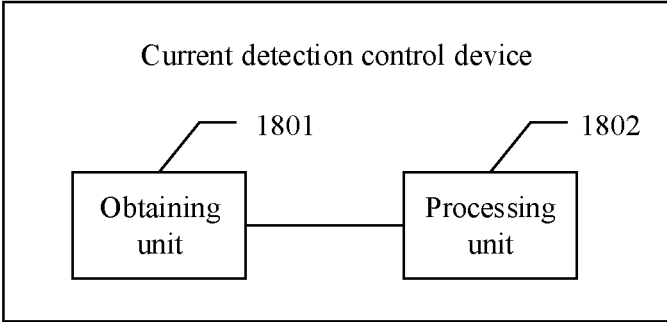 Current detection control device
1801
1802
Obtaining
unit
Processing
unit